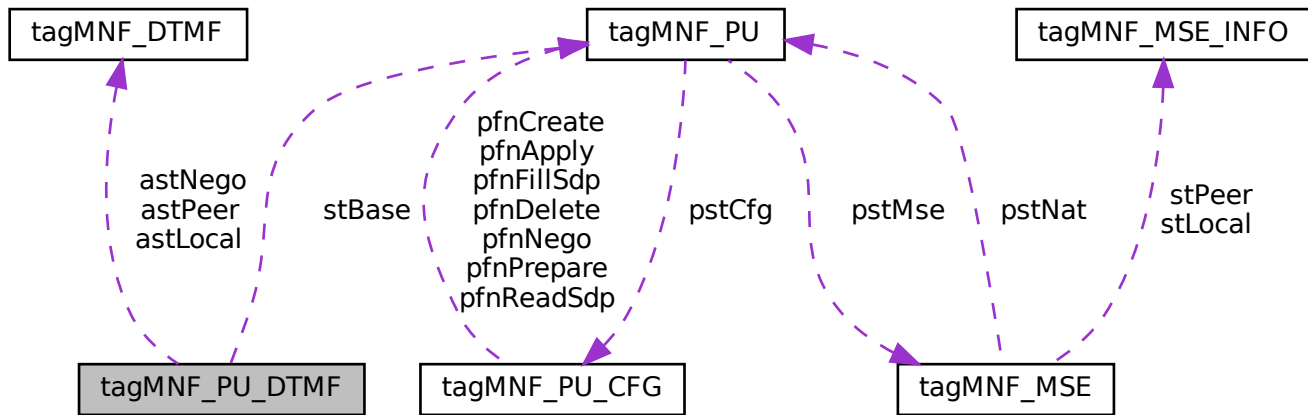 tagMNF_DTMF
tagMNF_PU
tagMNF_MSE_INFO
astNego
astPeer
astLocal
stBase
pfnCreate
pfnApply
pfnFillSdp
pfnDelete
pfnNego
pfnPrepare
pfnReadSdp
pstCfg
pstMse
pstNat
stPeer
stLocal
tagMNF_PU_DTMF
tagMNF_PU_CFG
tagMNF_MSE